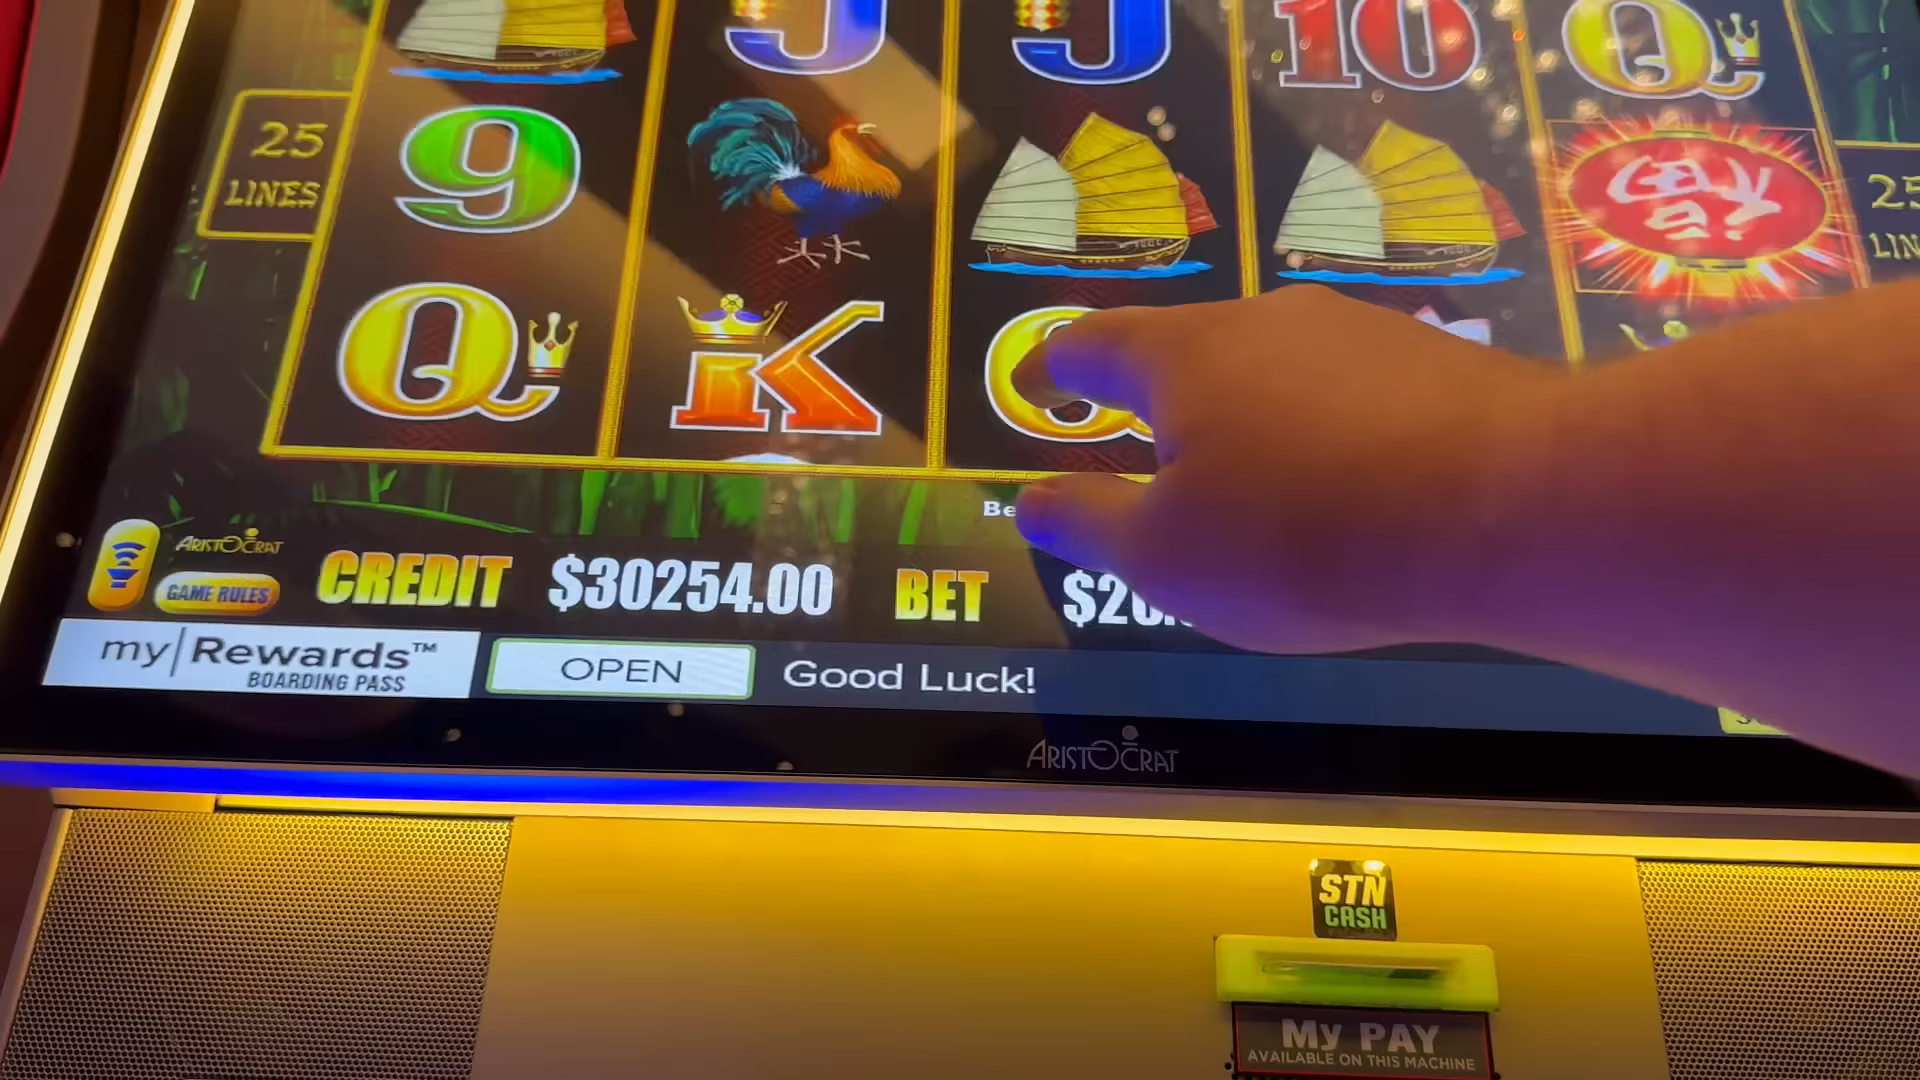 J J 10 Q
25
LINES
9
Q K Q
ARISTOCRAT
GAME RULES
CREDIT $30254.00 BET
my|Rewards™
BOARDING PASS
OPEN
Good Luck!
ARISTOCRAT
STN
CASH
My PAY
AVAILABLE ON THIS MACHINE